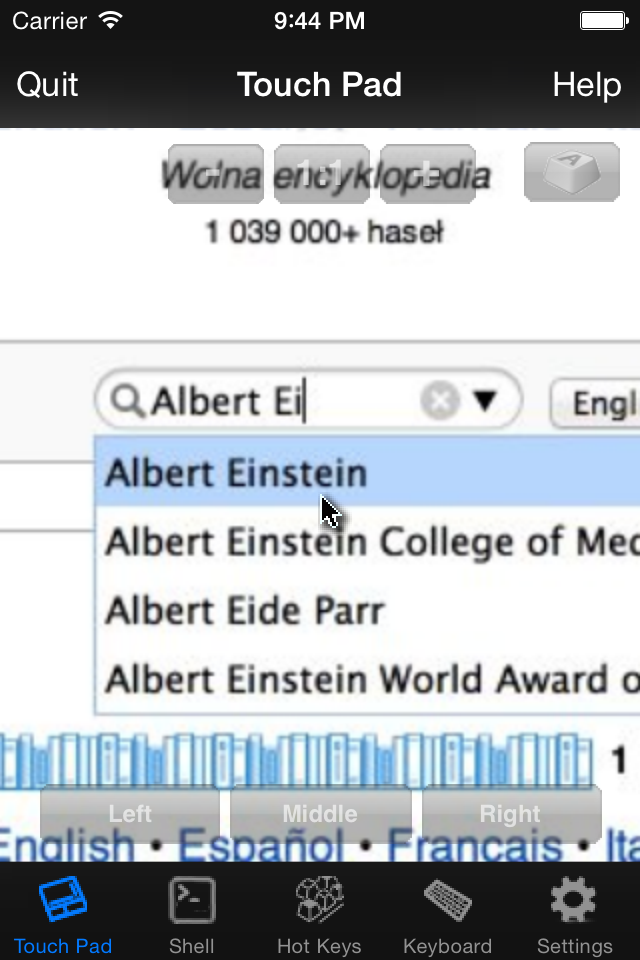 Carrier 9:44 PM
Quit Touch Pad Help
- 1:1 +
A
Wolna encyklopedia
1 039 000+ haseł
Albert Ei
Engl
Albert Einstein
Albert Einstein College of Med
Albert Eide Parr
Albert Einstein World Award o
1
Left Middle Right
English • Español • Français • Ita
Touch Pad Shell Hot Keys Keyboard Settings